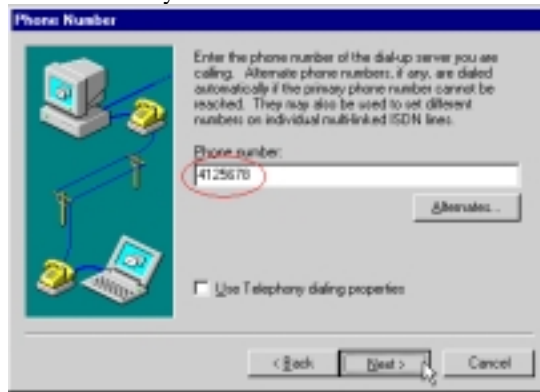 Phone Number
Enter the phone number of the dial-up server you are
calling. Alternate phone numbers, if any, are dialed
automatically if the primary phone number cannot be
reached. They may also be used to set different
numbers on individual multi-linked ISDN lines.
Phone number:
4125678
Alternates...
Use Telephony dialing properties
< Back
Next >
Cancel